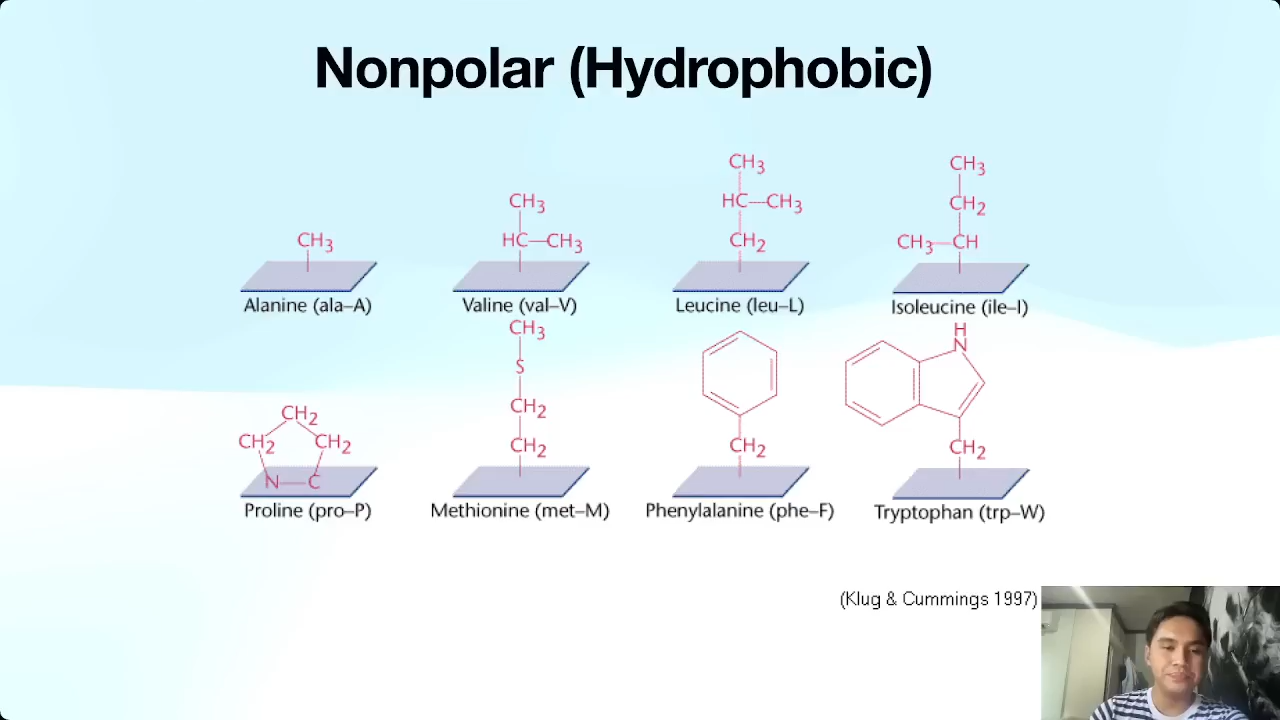 Nonpolar (Hydrophobic)
CH3
HC—CH3
CH3
CH3
HC—CH3
CH2
CH3
CH2
CH3—CH
Alanine (ala–A)
Valine (val–V)
Leucine (leu–L)
Isoleucine (ile–I)
CH2
CH2
CH2
N—C
CH3
S
CH2
CH2
CH2
H
N
CH2
Proline (pro–P)
Methionine (met–M)
Phenylalanine (phe–F)
Tryptophan (trp–W)
(Klug & Cummings 1997)